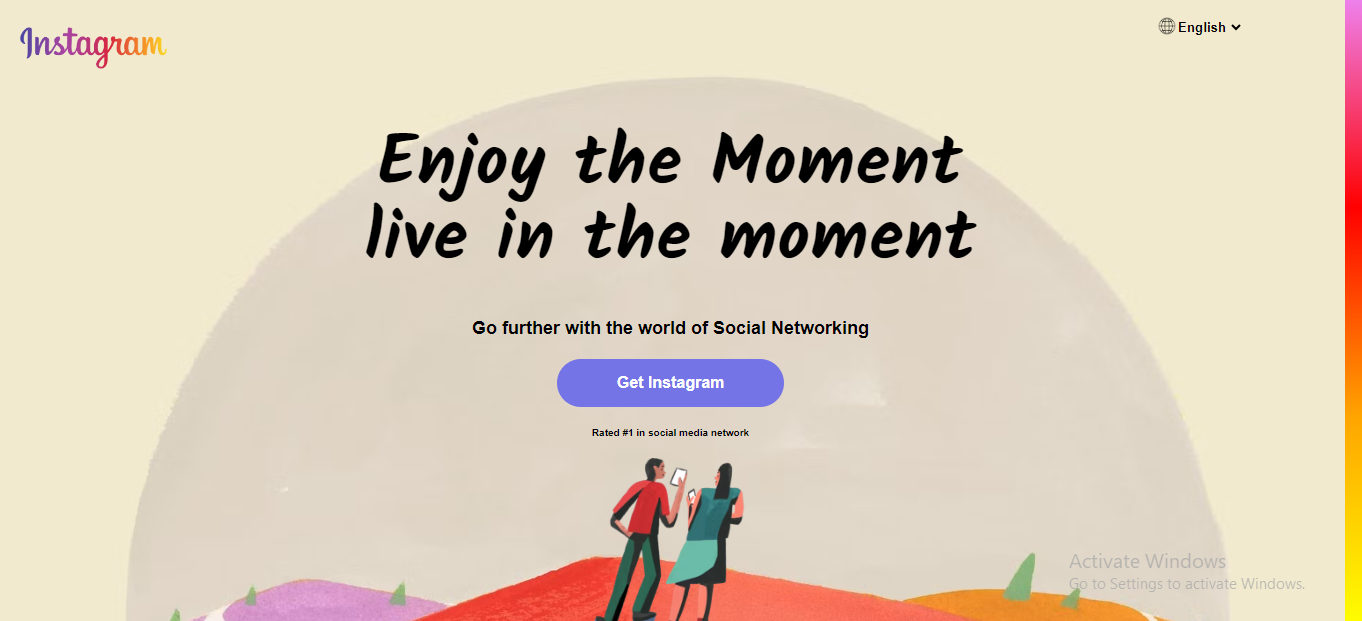 Instagram
English
Enjoy the Moment
live in the moment
Go further with the world of Social Networking
Get Instagram
Rated #1 in social media network
Activate Windows
Go to Settings to activate Windows.